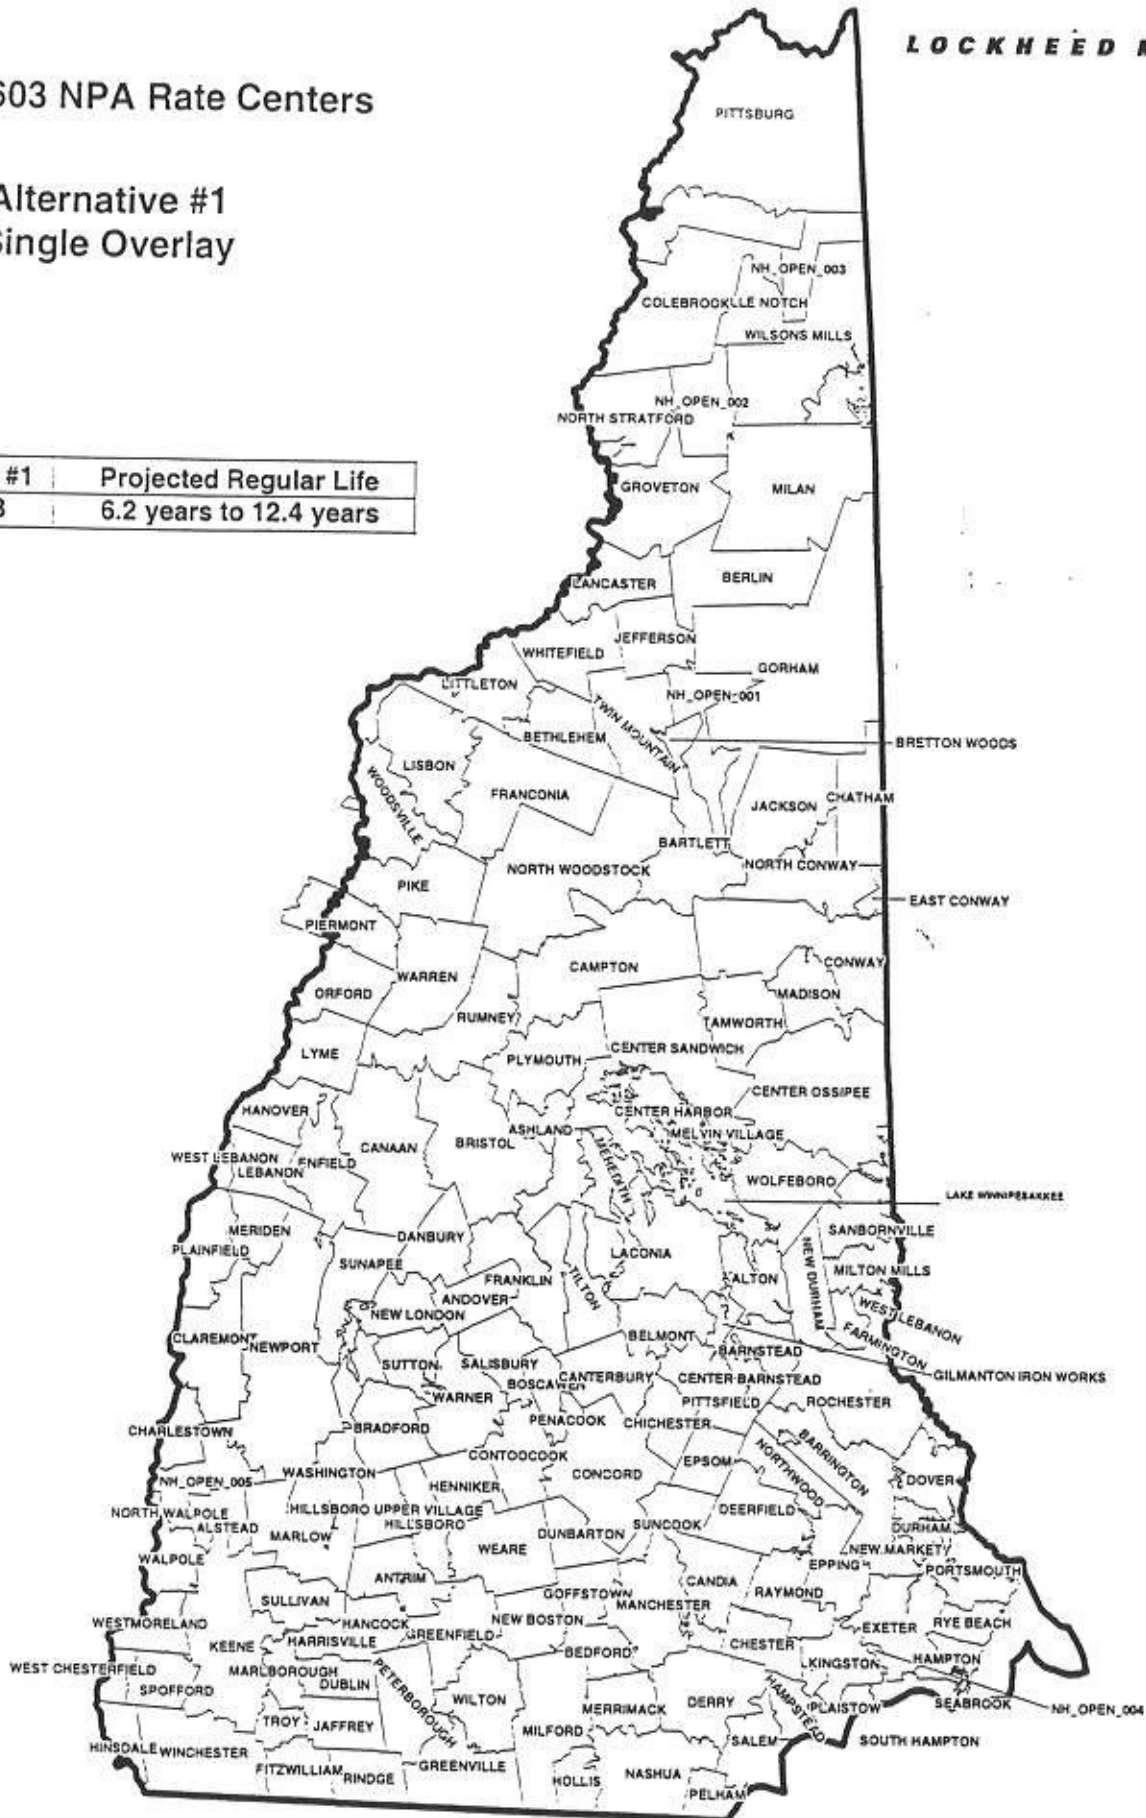 LOCKHEED
603 NPA Rate Centers
Alternative #1
Single Overlay
#1 Projected Regular Life
6.2 years to 12.4 years
PITTSBURG
NH_OPEN_003
COLEBROOK
LLE NOTCH
WILSONS MILLS
NH_OPEN_002
NORTH STRATFORD
GROVETON
MILAN
LANCASTER
BERLIN
JEFFERSON
WHITEFIELD
GORHAM
LITTLETON
NH_OPEN_001
TWIN MOUNTAIN
BETHLEHEM
BRETTON WOODS
LISBON
WOODSVILLE
FRANCONIA
JACKSON
CHATHAM
BARTLETT
NORTH WOODSTOCK
NORTH CONWAY
PIKE
EAST CONWAY
PIERMONT
WARREN
CAMPTON
CONWAY
ORFORD
MADISON
RUMNEY
TAMWORTH
LYME
PLYMOUTH
CENTER SANDWICH
CENTER OSSIPEE
HANOVER
CENTER HARBOR
ASHLAND
MELVIN VILLAGE
CANAAN
BRISTOL
WEST LEBANON
LEBANON
ENFIELD
MEREDITH
WOLFEBORO
LAKE WINNIPESAKKEE
MERIDEN
SANBORNVILLE
DANBURY
PLAINFIELD
SUNAPEE
LACONIA
NEW DURHAM
MILTON MILLS
FRANKLIN
TILTON
ALTON
ANDOVER
NEW LONDON
WEST LEBANON
CLAREMONT
NEWPORT
BELMONT
BARNSTEAD
FARMINGTON
SUTTON
SALISBURY
BOSCAWEN
CANTERBURY
CENTER BARNSTEAD
GILMANTON IRON WORKS
WARNER
PITTSFIELD
ROCHESTER
CHARLESTOWN
BRADFORD
PENACOOK
CHICHESTER
BARRINGTON
CONTOOCOOK
EPSOM
NORTHWOOD
NH_OPEN_005
WASHINGTON
HENNIKER
CONCORD
DOVER
NORTH WALPOLE
HILLSBORO UPPER VILLAGE
DEERFIELD
ALSTEAD
MARLOW
HILLSBORO
DUNBARTON
SUNCOOK
DURHAM
WALPOLE
WEARE
NEW MARKETY
EPPING
PORTSMOUTH
ANTRIM
CANDIA
RAYMOND
SULLIVAN
GOFFSTOWN
MANCHESTER
WESTMORELAND
HANCOCK
NEW BOSTON
EXETER
RYE BEACH
KEENE
HARRISVILLE
GREENFIELD
BEDFORD
CHESTER
WEST CHESTERFIELD
MARLBOROUGH
KINGSTON
HAMPTON
SPOFFORD
DUBLIN
PETERBOROUGH
WILTON
MERRIMACK
DERRY
HAMPSTEAD
PLAISTOW
SEABROOK
NH_OPEN_004
TROY
JAFFREY
MILFORD
SALEM
SOUTH HAMPTON
HINSDALE
WINCHESTER
FITZWILLIAM
RINDGE
GREENVILLE
HOLLIS
NASHUA
PELHAM